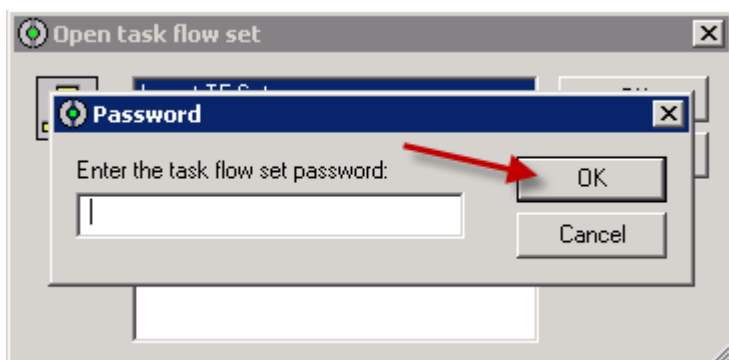 Open task flow set
Password
Enter the task flow set password:
OK
Cancel